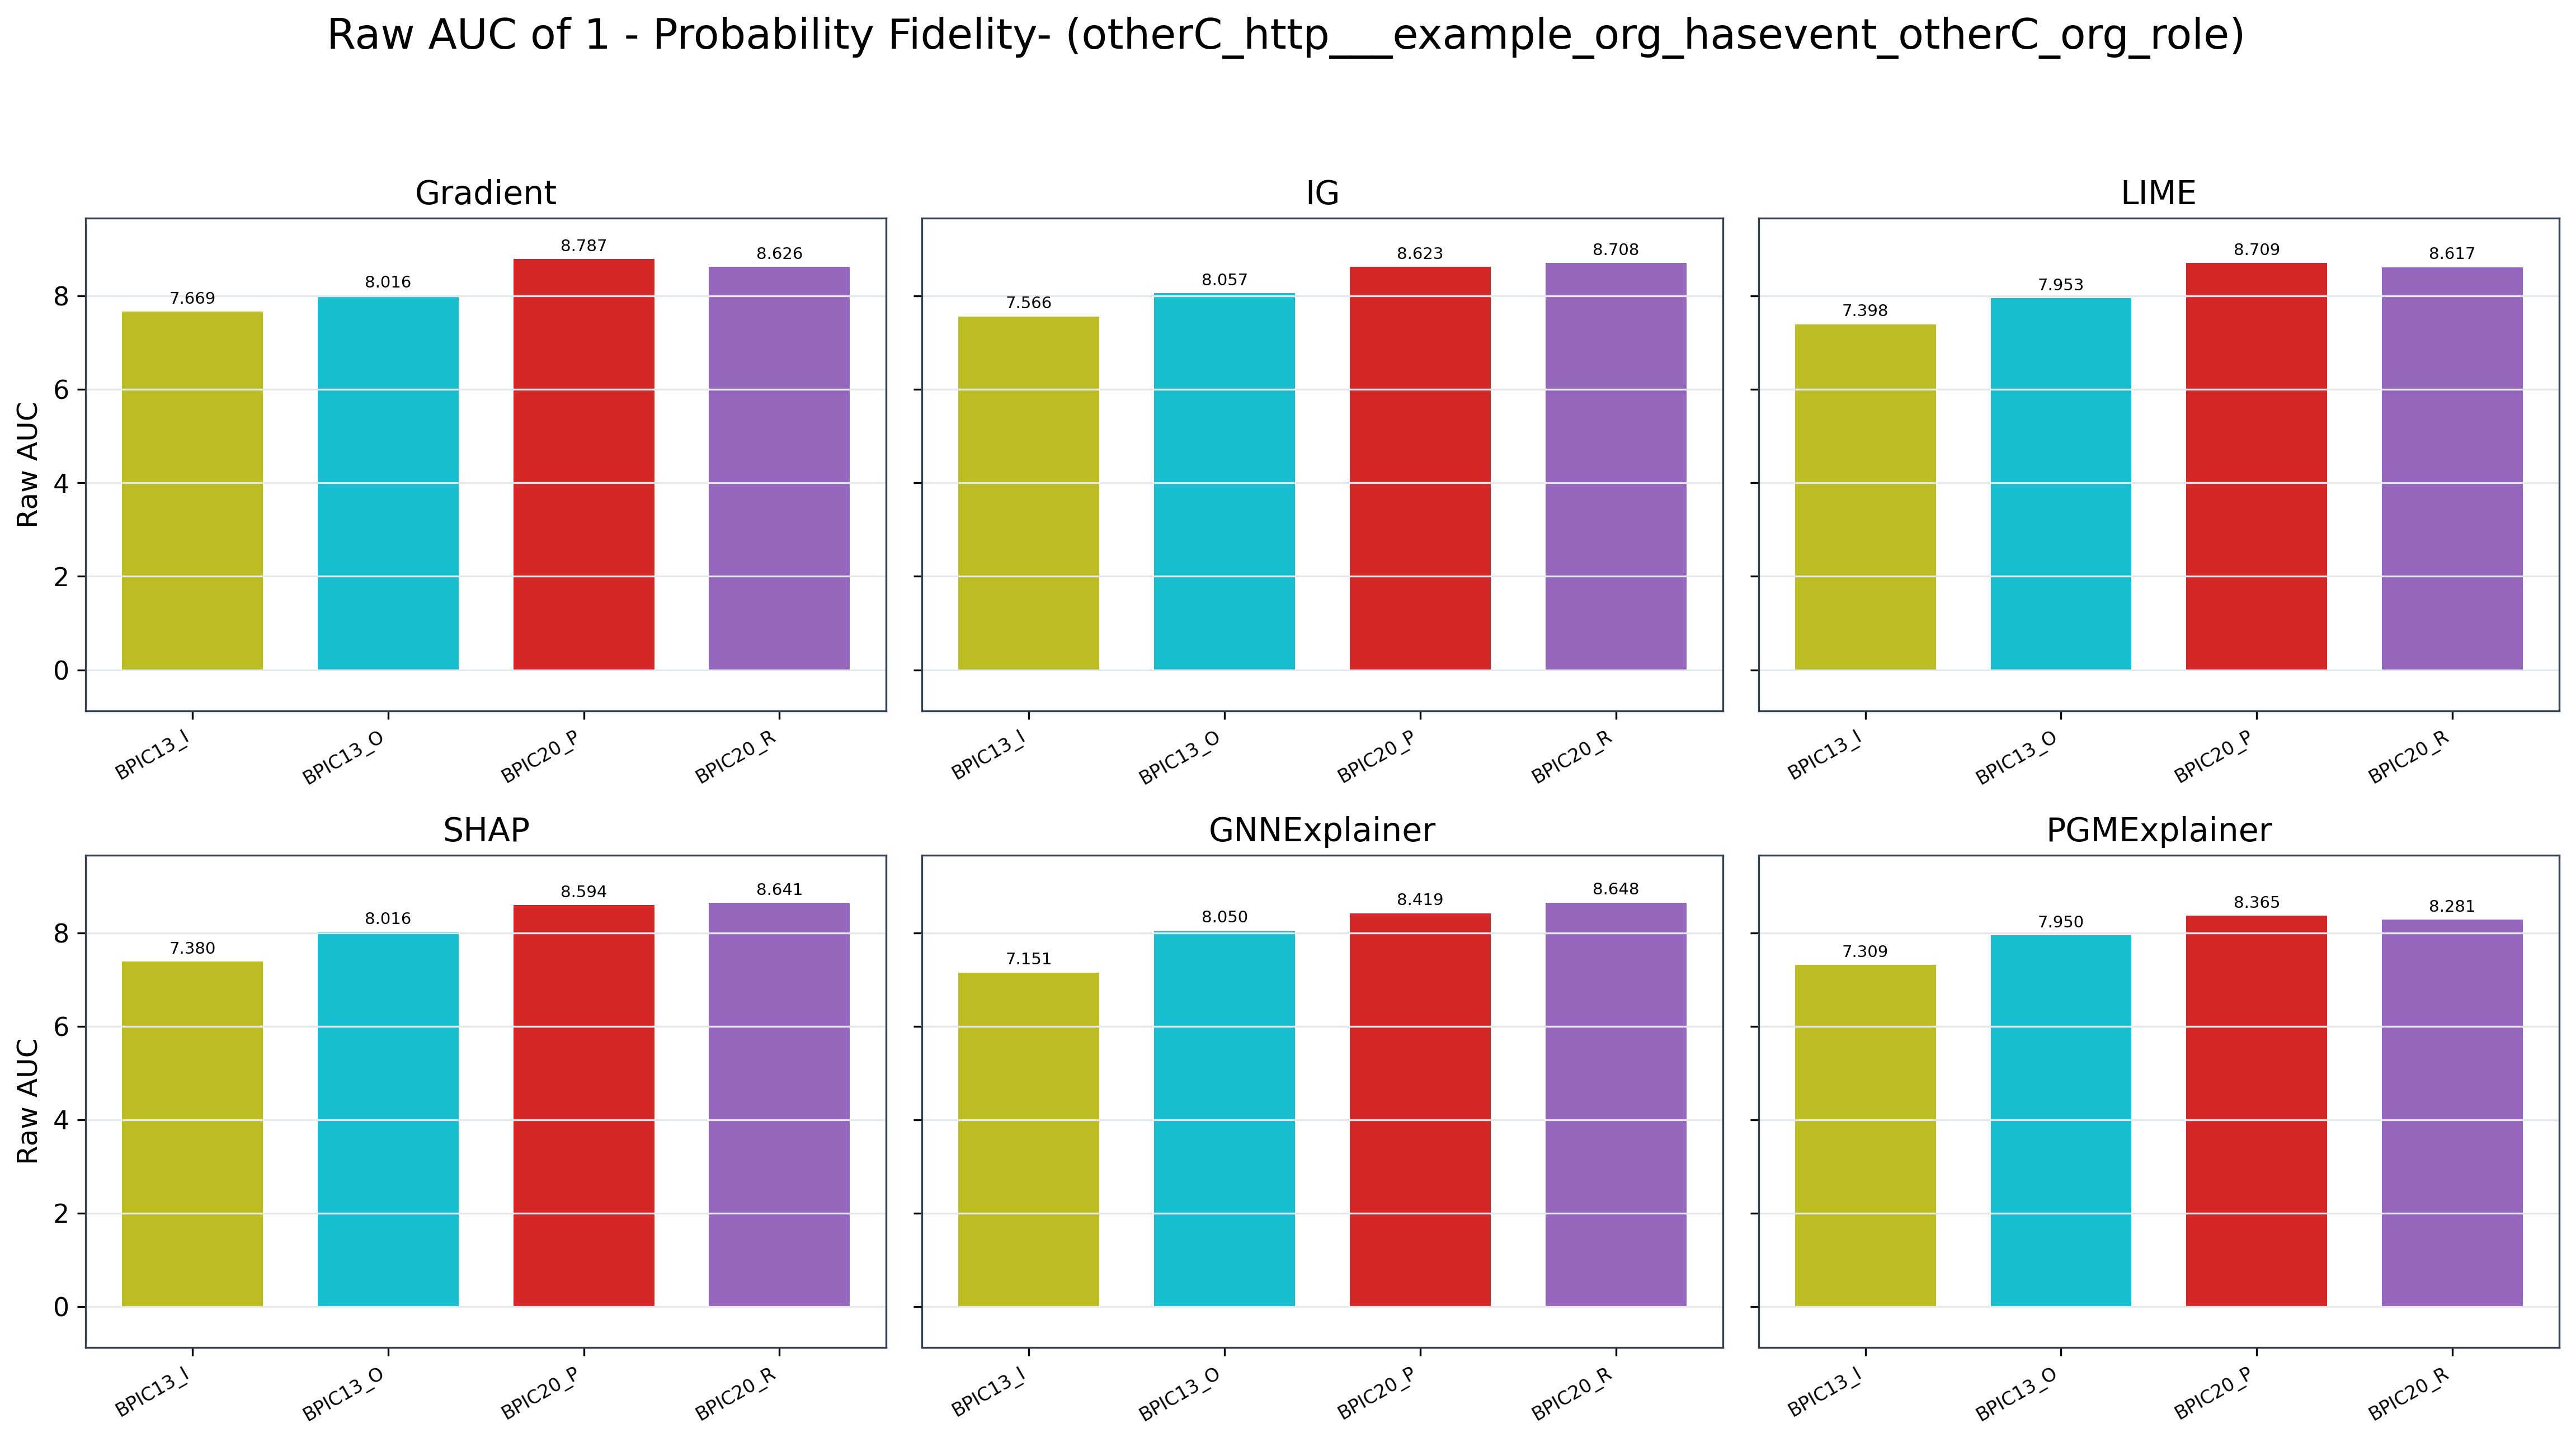 Raw AUC of 1 - Probability Fidelity- (otherC_http___example_org_hasevent_otherC_org_role)
Gradient
IG
LIME
Raw AUC
8
6
4
2
0
7.669
8.016
8.787
8.626
7.566
8.057
8.623
8.708
7.398
7.953
8.709
8.617
BPIC13_I
BPIC13_O
BPIC20_P
BPIC20_R
BPIC13_I
BPIC13_O
BPIC20_P
BPIC20_R
BPIC13_I
BPIC13_O
BPIC20_P
BPIC20_R
SHAP
GNNExplainer
PGMExplainer
Raw AUC
8
6
4
2
0
7.380
8.016
8.594
8.641
7.151
8.050
8.419
8.648
7.309
7.950
8.365
8.281
BPIC13_I
BPIC13_O
BPIC20_P
BPIC20_R
BPIC13_I
BPIC13_O
BPIC20_P
BPIC20_R
BPIC13_I
BPIC13_O
BPIC20_P
BPIC20_R